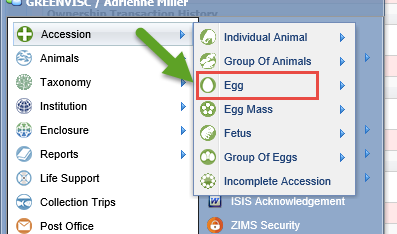 GREENVISC / Adrienne Miller
Ownership Transaction History
Accession
Animals
Taxonomy
Institution
Enclosure
Reports
Life Support
Collection Trips
Post Office
Individual Animal
Group Of Animals
Egg
Egg Mass
Fetus
Group Of Eggs
Incomplete Accession
ISIS Acknowledgement
ZIMS Security